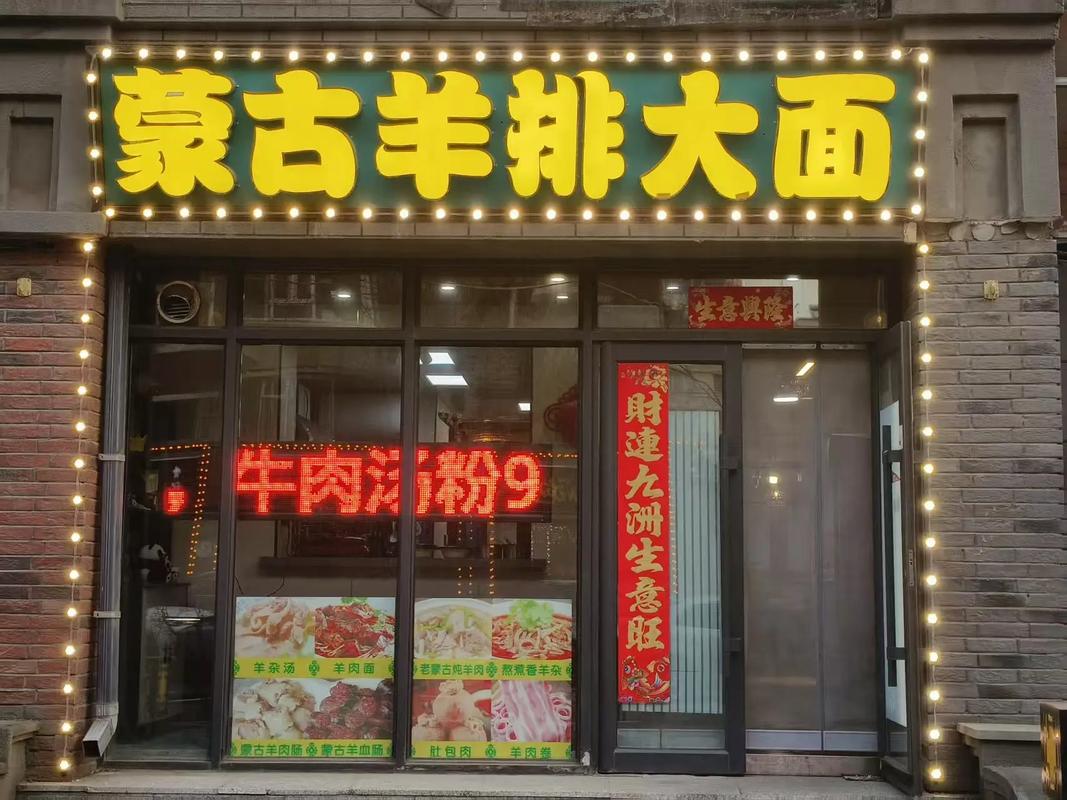 蒙古羊排大面
生意興隆
財連九洲生意旺
牛肉汤粉9
羊杂汤
羊肉面
老蒙古炖羊肉
熬煮香羊杂
蒙古羊肉肠
蒙古羊血肠
肚包肉
羊肉卷